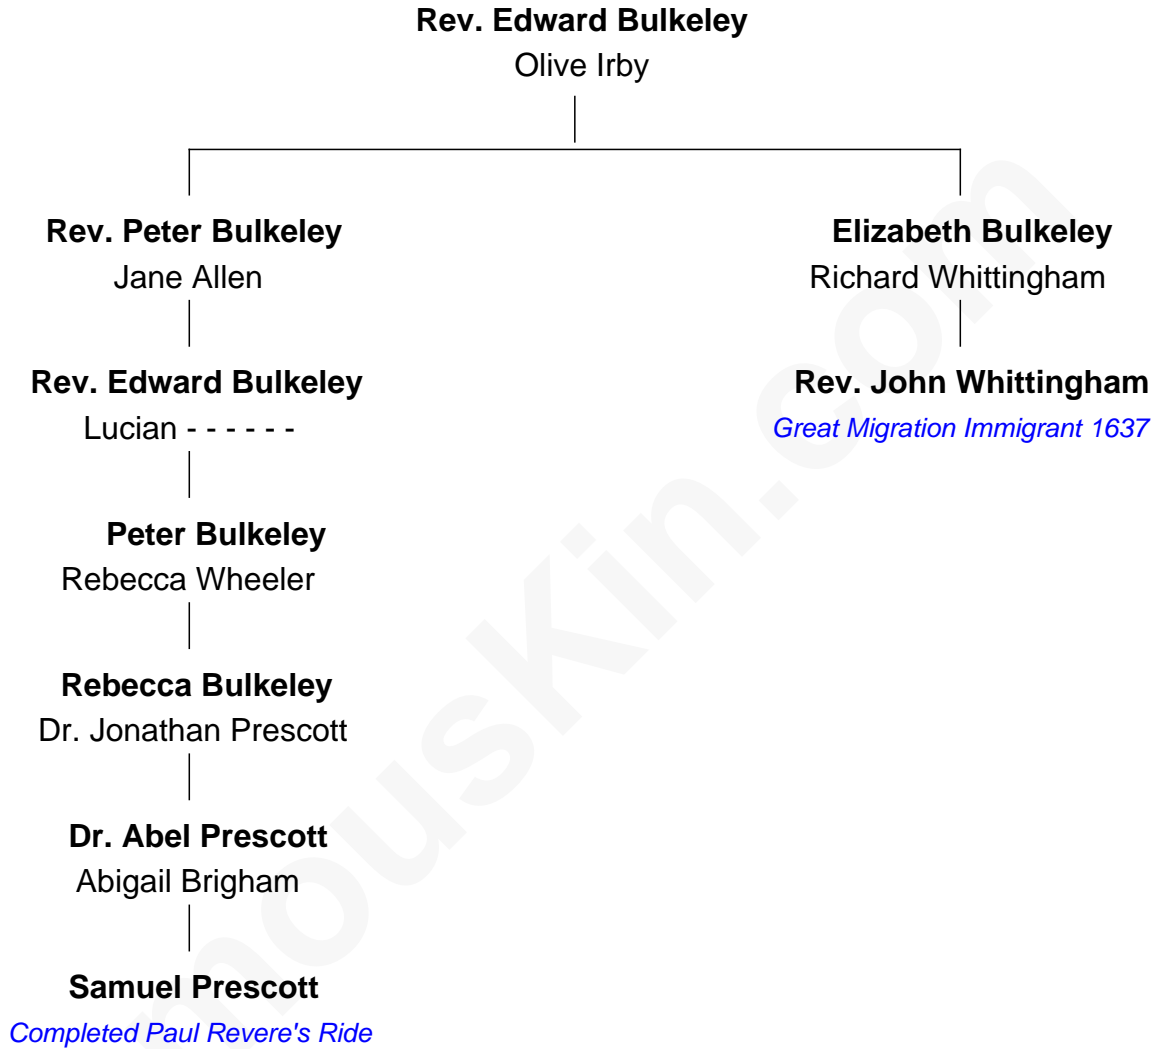 Rev. Edward Bulkeley
Olive Irby
Rev. Peter Bulkeley
Jane Allen
Elizabeth Bulkeley
Richard Whittingham
Rev. Edward Bulkeley
Lucian - - - - - -
Rev. John Whittingham
Great Migration Immigrant 1637
Peter Bulkeley
Rebecca Wheeler
Rebecca Bulkeley
Dr. Jonathan Prescott
Dr. Abel Prescott
Abigail Brigham
Samuel Prescott
Completed Paul Revere's Ride
mouskin.com